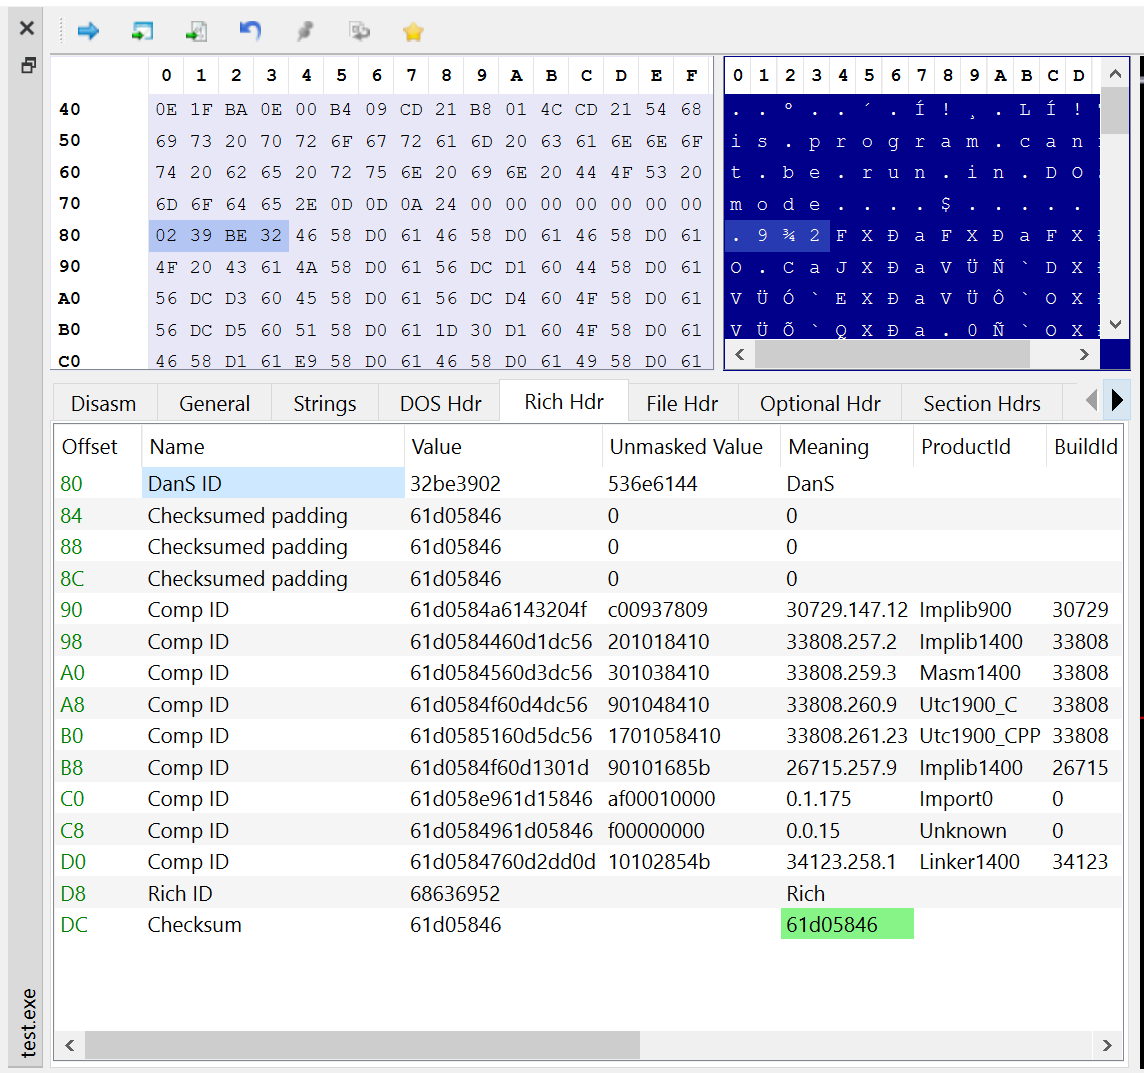 0 1 2 3 4 5 6 7 8 9 A B C D E F
0 1 2 3 4 5 6 7 8 9 A B C D
40 0E 1F BA 0E 00 B4 09 CD 21 B8 01 4C CD 21 54 68 . . ° . . ´ . Í ! ¸ . L Í !
50 69 73 20 70 72 6F 67 72 61 6D 20 63 61 6E 6E 6F i s . p r o g r a m . c a n
60 74 20 62 65 20 72 75 6E 20 69 6E 20 44 4F 53 20 t . b e . r u n . i n . D O
70 6D 6F 64 65 2E 0D 0D 0A 24 00 00 00 00 00 00 00 m o d e . . . . $ . . . . .
80 02 39 BE 32 46 58 D0 61 46 58 D0 61 46 58 D0 61 . 9 ¾ 2 F X Ð a F X Ð a F X
90 4F 20 43 61 4A 58 D0 61 56 DC D1 60 44 58 D0 61 O . C a J X Ð a V Ü Ñ ` D X
A0 56 DC D3 60 45 58 D0 61 56 DC D4 60 4F 58 D0 61 V Ü Ó ` E X Ð a V Ü Ô ` O X
B0 56 DC D5 60 51 58 D0 61 1D 30 D1 60 4F 58 D0 61 V Ü Õ ` Q X Ð a . 0 Ñ ` O X
C0 46 58 D1 61 E9 58 D0 61 46 58 D0 61 49 58 D0 61
Disasm General Strings DOS Hdr Rich Hdr File Hdr Optional Hdr Section Hdrs
Offset Name Value Unmasked Value Meaning ProductId BuildId
80 DanS ID 32be3902 536e6144 DanS
84 Checksumed padding 61d05846 0 0
88 Checksumed padding 61d05846 0 0
8C Checksumed padding 61d05846 0 0
90 Comp ID 61d0584a6143204f c00937809 30729.147.12 Implib900 30729
98 Comp ID 61d0584460d1dc56 201018410 33808.257.2 Implib1400 33808
A0 Comp ID 61d0584560d3dc56 301038410 33808.259.3 Masm1400 33808
A8 Comp ID 61d0584f60d4dc56 901048410 33808.260.9 Utc1900_C 33808
B0 Comp ID 61d0585160d5dc56 1701058410 33808.261.23 Utc1900_CPP 33808
B8 Comp ID 61d0584f60d1301d 90101685b 26715.257.9 Implib1400 26715
C0 Comp ID 61d058e961d15846 af00010000 0.1.175 Import0 0
C8 Comp ID 61d0584961d05846 f00000000 0.0.15 Unknown 0
D0 Comp ID 61d0584760d2dd0d 10102854b 34123.258.1 Linker1400 34123
D8 Rich ID 68636952 Rich
DC Checksum 61d05846 61d05846
test.exe